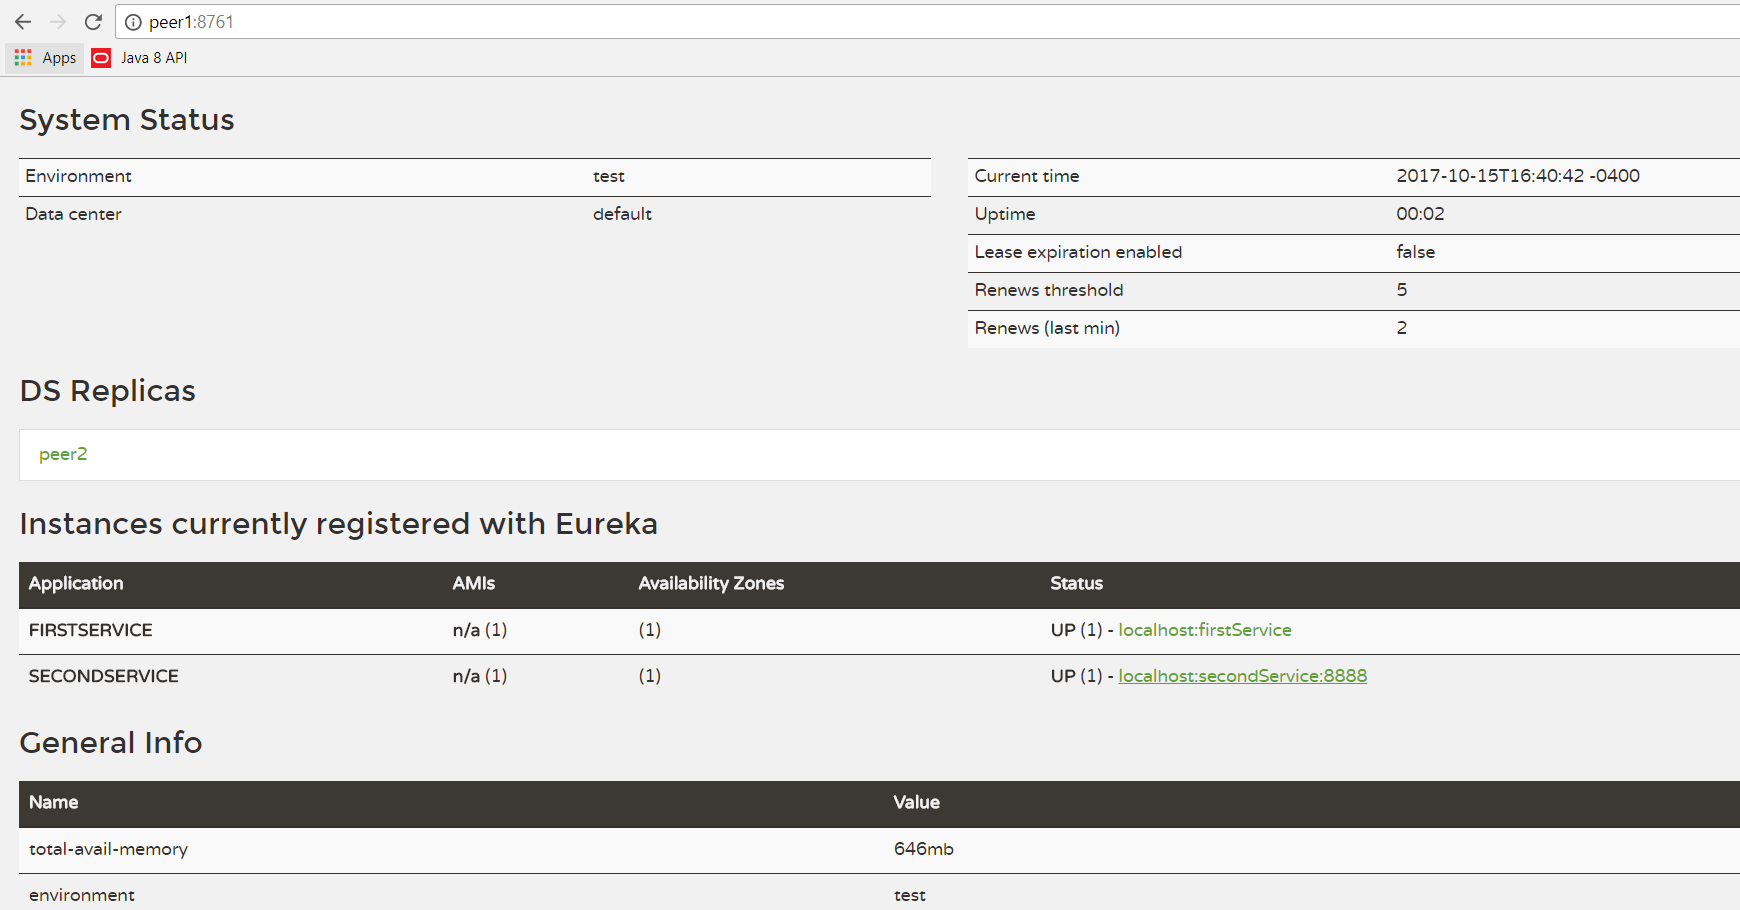 peer1:8761
Apps Java 8 API
System Status
Environment test
Data center default
Current time 2017-10-15T16:40:42 -0400
Uptime 00:02
Lease expiration enabled false
Renews threshold 5
Renews (last min) 2
DS Replicas
peer2
Instances currently registered with Eureka
Application AMIs Availability Zones Status
FIRSTSERVICE n/a (1) (1) UP (1) - localhost:firstService
SECONDSERVICE n/a (1) (1) UP (1) - localhost:secondService:8888
General Info
Name Value
total-avail-memory 646mb
environment test